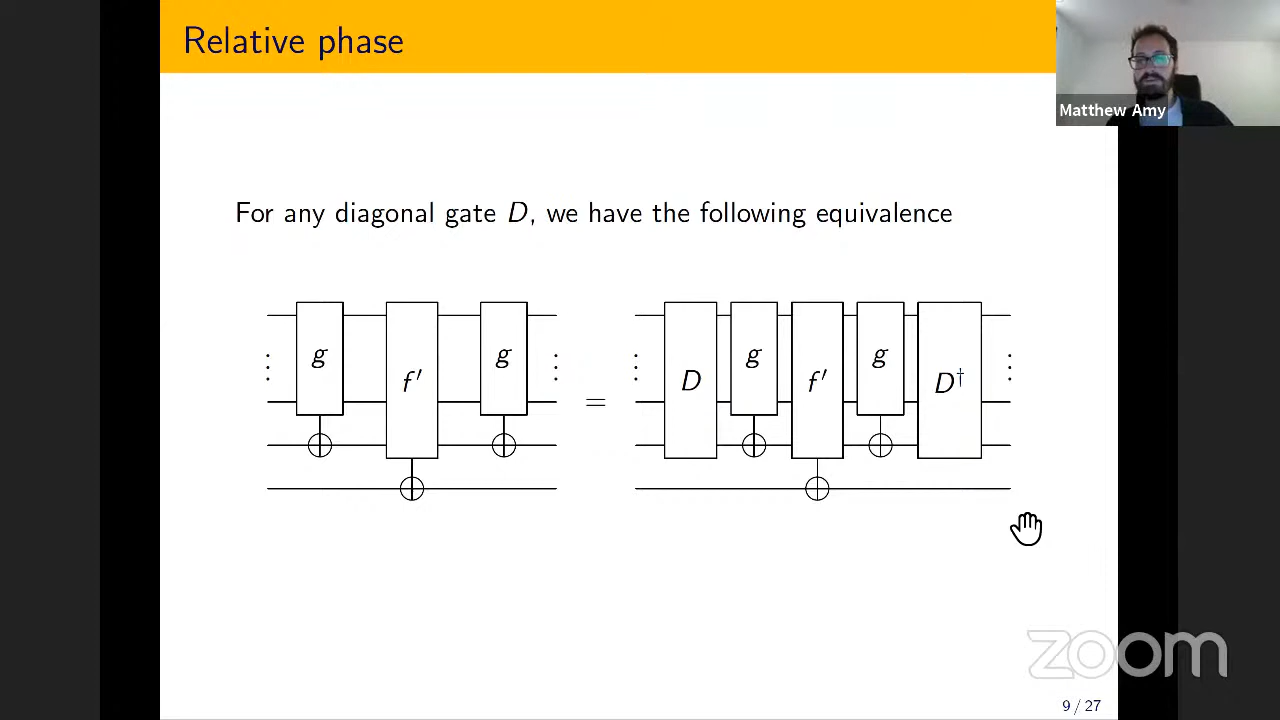 Relative phase
Matthew Amy
For any diagonal gate D, we have the following equivalence
g f′ g = D g f′ g D†
zoom
9 / 27